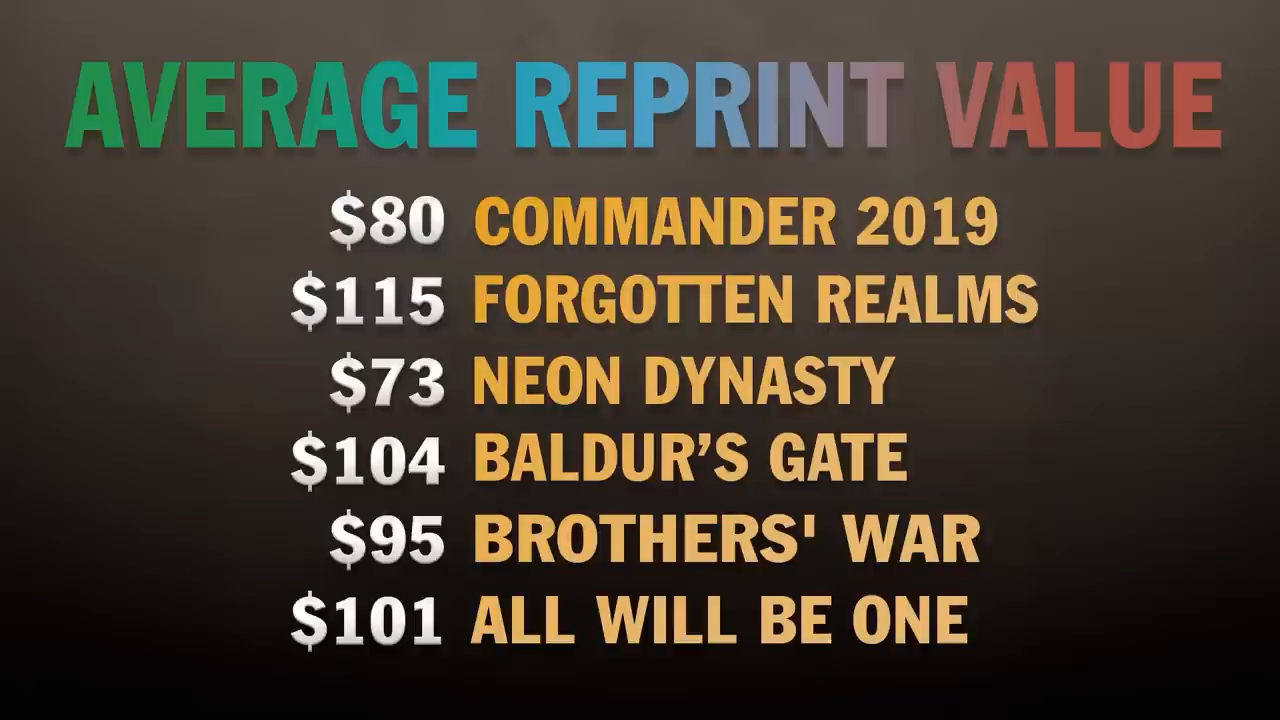 AVERAGE REPRINT VALUE
$80 COMMANDER 2019
$115 FORGOTTEN REALMS
$73 NEON DYNASTY
$104 BALDUR’S GATE
$95 BROTHERS' WAR
$101 ALL WILL BE ONE